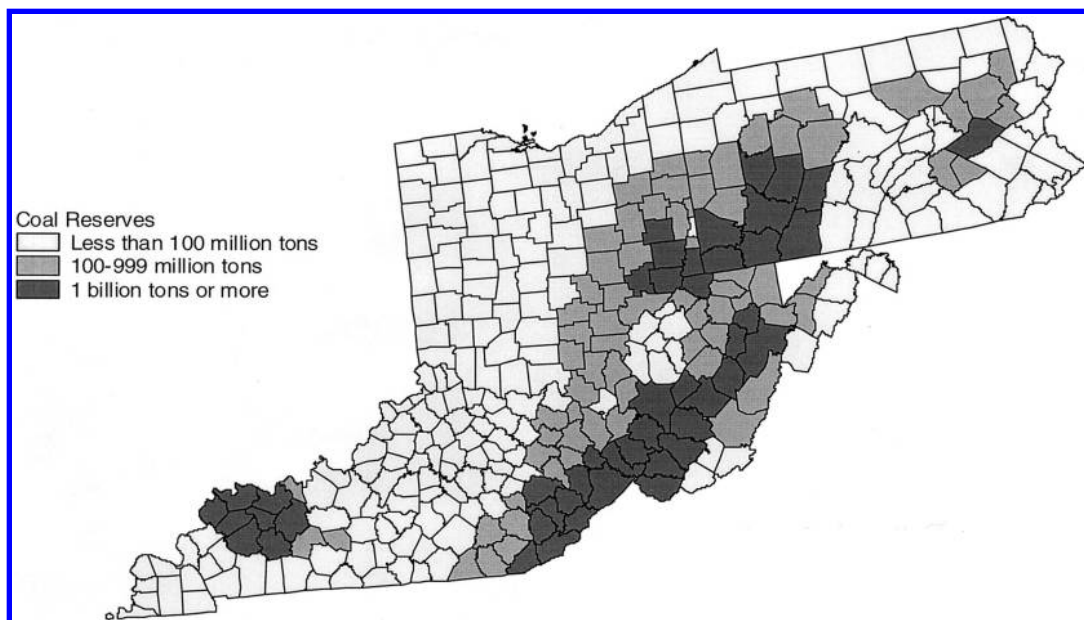 Coal Reserves
Less than 100 million tons
100-999 million tons
1 billion tons or more